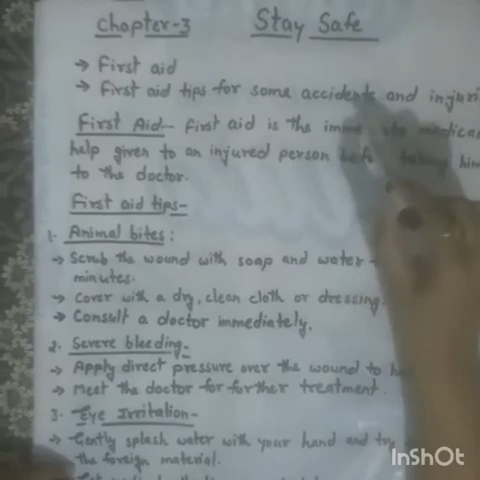 Chapter-3 Stay Safe
→ First aid
→ First aid tips for some accidents and injuri
First Aid- First aid is the imm medica
help given to an injured person taking him
to the doctor.
First aid tips-
1. Animal bites:
→ Scrub the wound with soap and water
minutes.
→ Cover with a dry, clean cloth or dressing.
→ Consult a doctor immediately.
2. Severe bleeding-
→ Apply direct pressure over the wound to
→ Meet the doctor for further treatment.
3. Eye Irritation-
→ Gently splash water with your hand and try
the foreign material.
InShOt